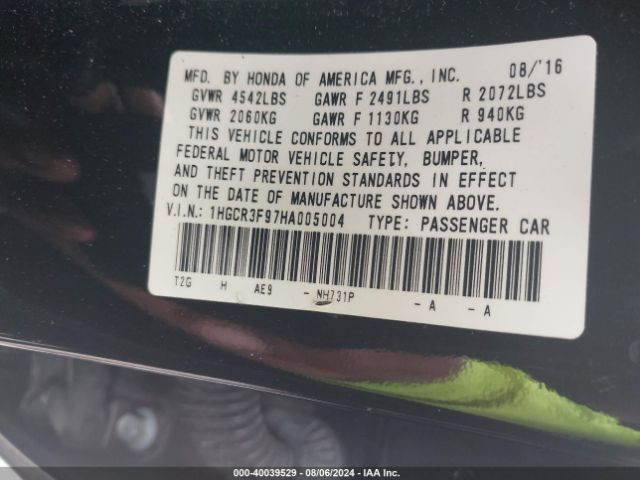 MFD. BY HONDA OF AMERICA MFG., INC. 08/'16
GVWR 4542LBS GAWR F 2491LBS R 2072LBS
GVWR 2060KG GAWR F 1130KG R 940KG
THIS VEHICLE CONFORMS TO ALL APPLICABLE
FEDERAL MOTOR VEHICLE SAFETY, BUMPER,
AND THEFT PREVENTION STANDARDS IN EFFECT
ON THE DATE OF MANUFACTURE SHOWN ABOVE.
V.I.N.: 1HGCR3F97HA005004 TYPE: PASSENGER CAR
T2G H AE9 - NH731P - A - A
000-40039529 - 08/06/2024 - IAA Inc.